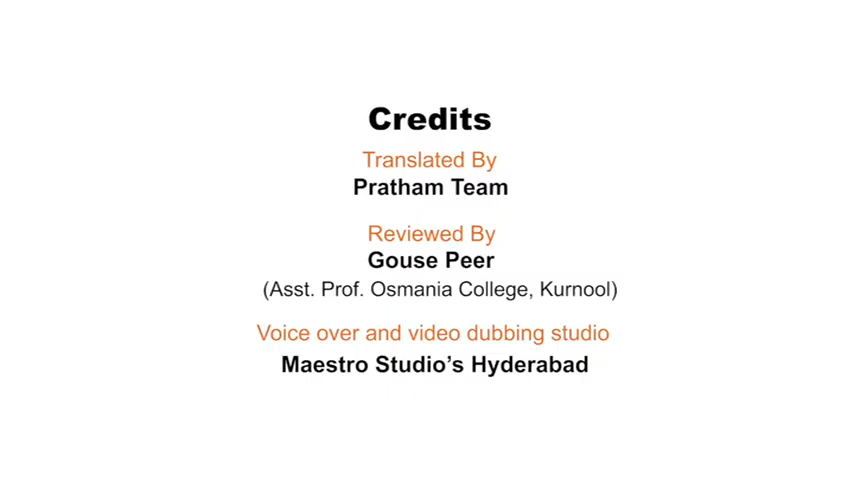 Credits
Translated By
Pratham Team
Reviewed By
Gouse Peer
(Asst. Prof. Osmania College, Kurnool)
Voice over and video dubbing studio
Maestro Studio’s Hyderabad